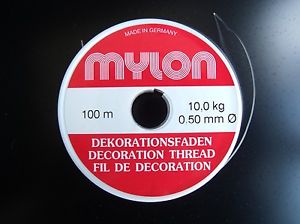 MADE IN GERMANY
mylon
100 m
10.0 kg
0.50 mm Ø
DEKORATIONSFADEN
DECORATION THREAD
FIL DE DECORATION